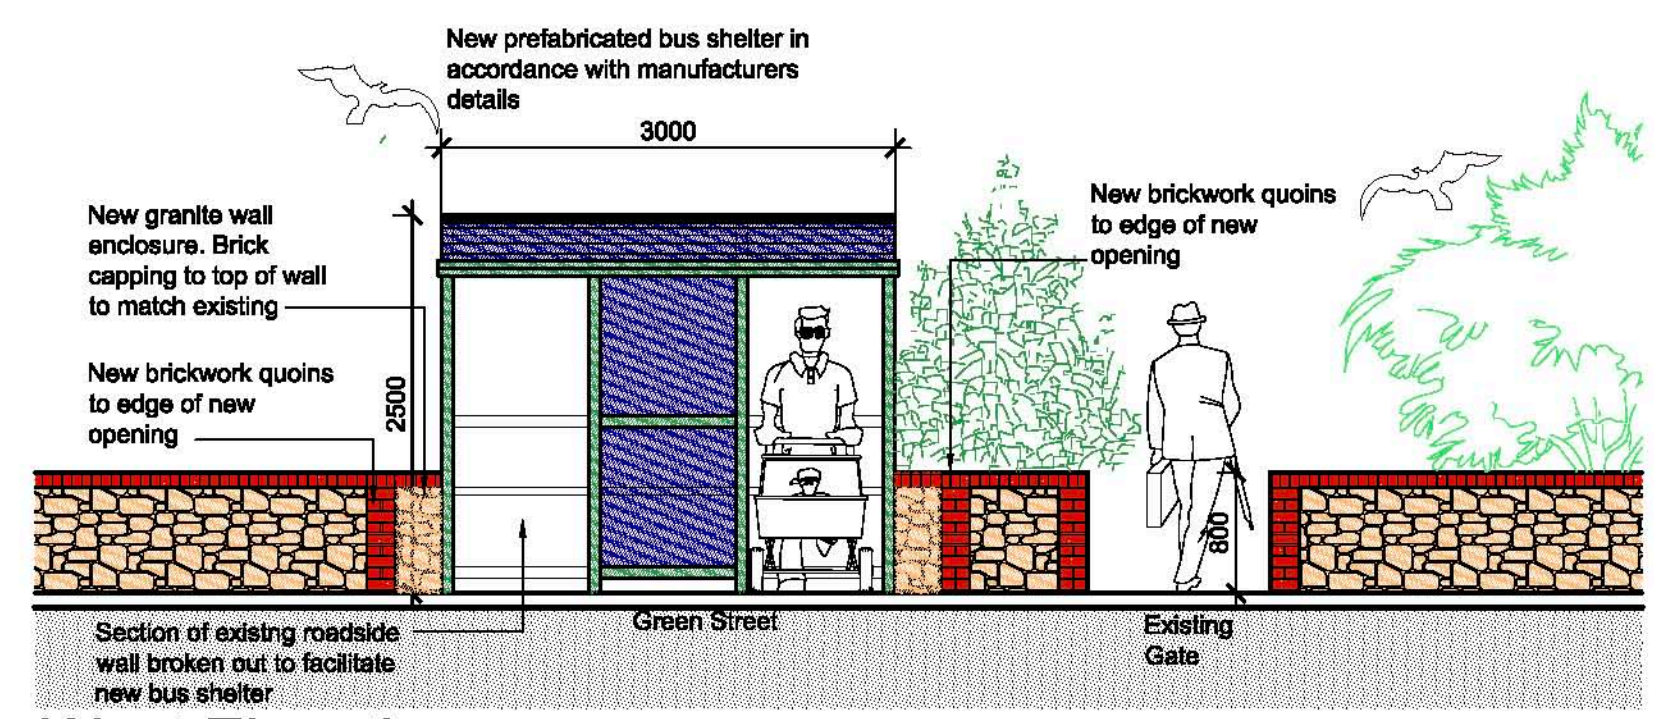 New prefabricated bus shelter in
accordance with manufacturers
details
3000
New granite wall
enclosure. Brick
capping to top of wall
to match existing
New brickwork quoins
to edge of new
opening
New brickwork quoins
to edge of new
opening
2500
800
Section of existng roadside
wall broken out to facilitate
new bus shelter
Green Street
Existing
Gate